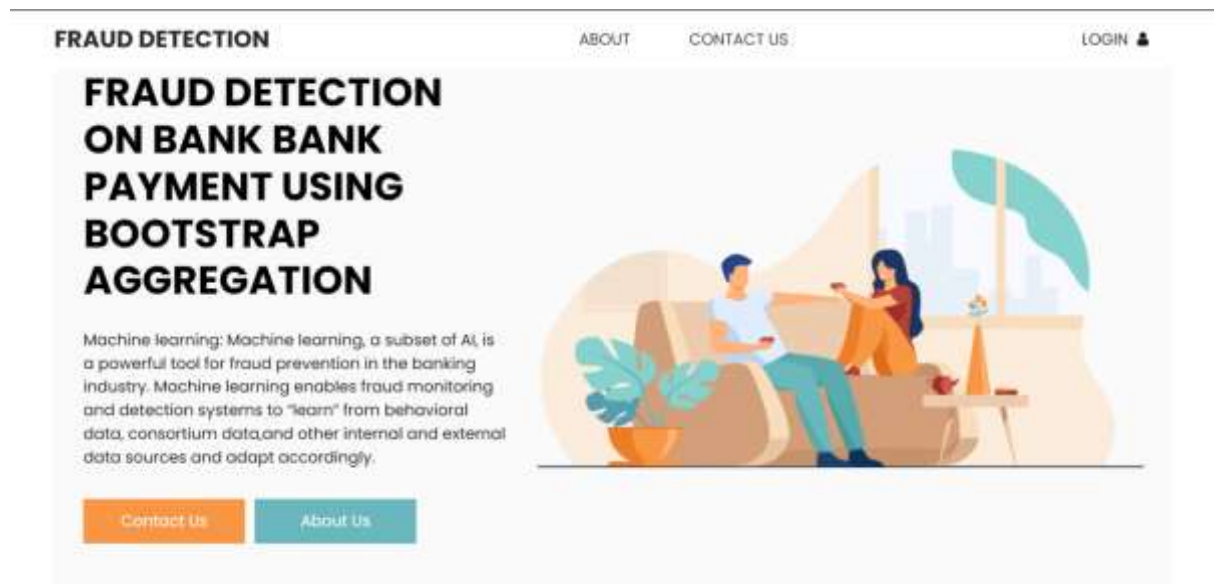 FRAUD DETECTION
ABOUT
CONTACT US
LOGIN
FRAUD DETECTION
ON BANK BANK
PAYMENT USING
BOOTSTRAP
AGGREGATION
Machine learning: Machine learning, a subset of AI, is
a powerful tool for fraud prevention in the banking
industry. Machine learning enables fraud monitoring
and detection systems to "learn" from behavioral
data, consortium data,and other internal and external
data sources and adapt accordingly.
Contact Us
About Us